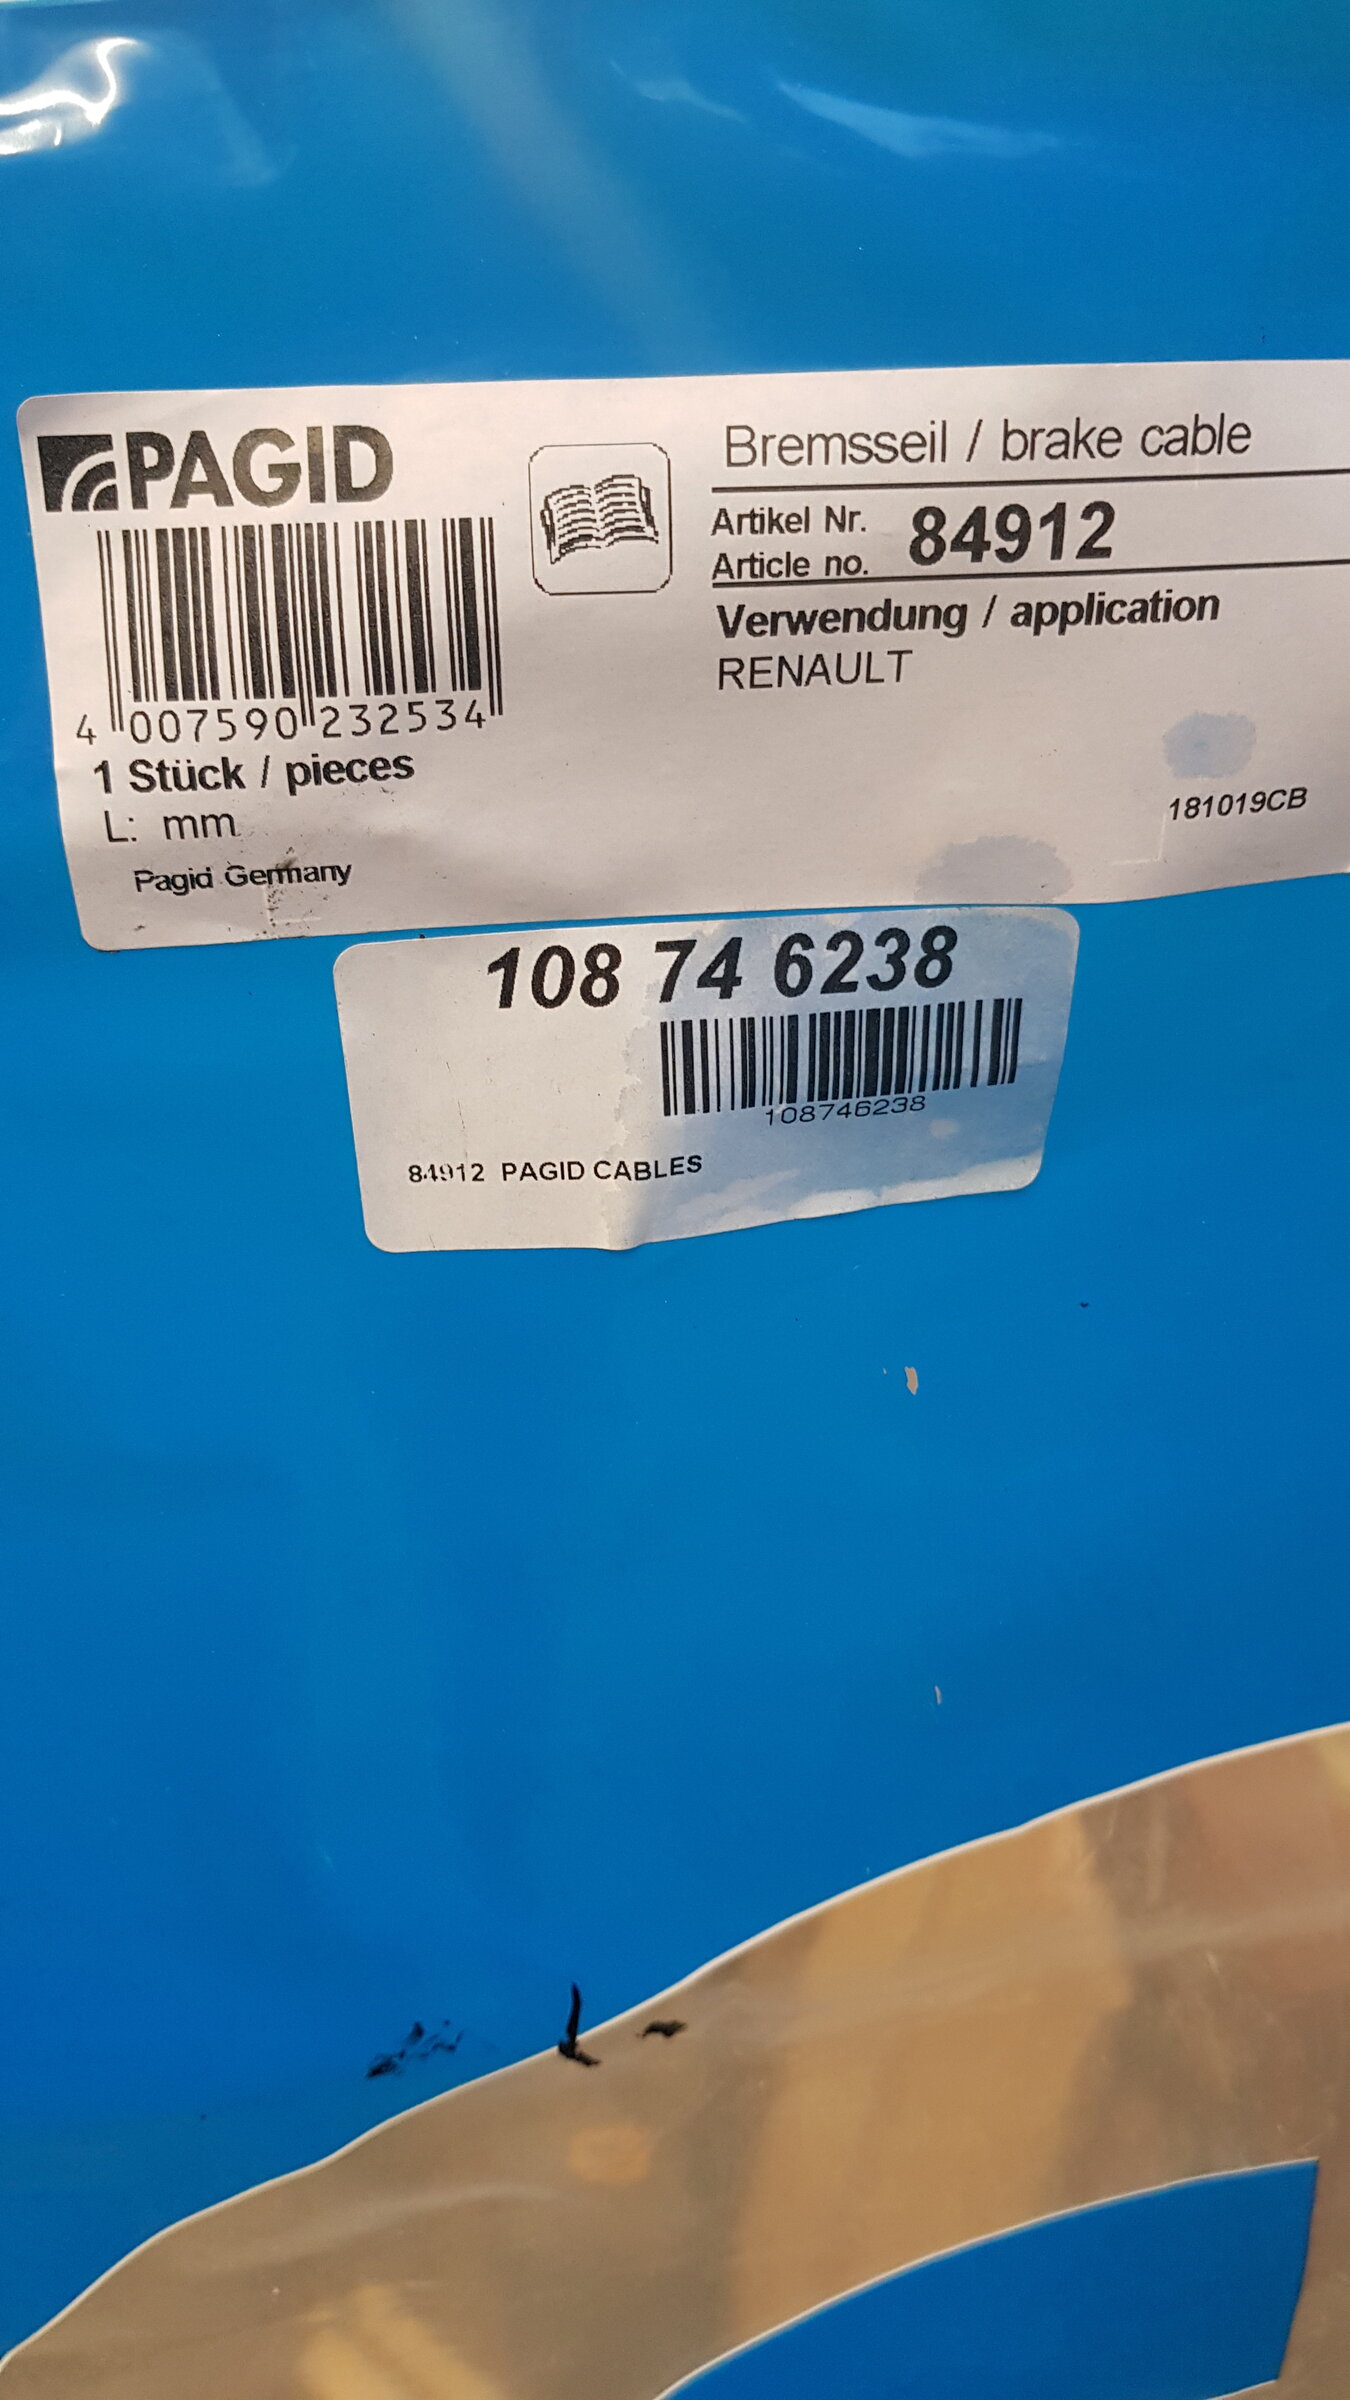 PAGID
4 007590 232534
1 Stück / pieces
L: mm
Pagid Germany
Bremsseil / brake cable
Artikel Nr.
Article no. 84912
Verwendung / application
RENAULT
181019CB
108 74 6238
108746238
84912 PAGID CABLES